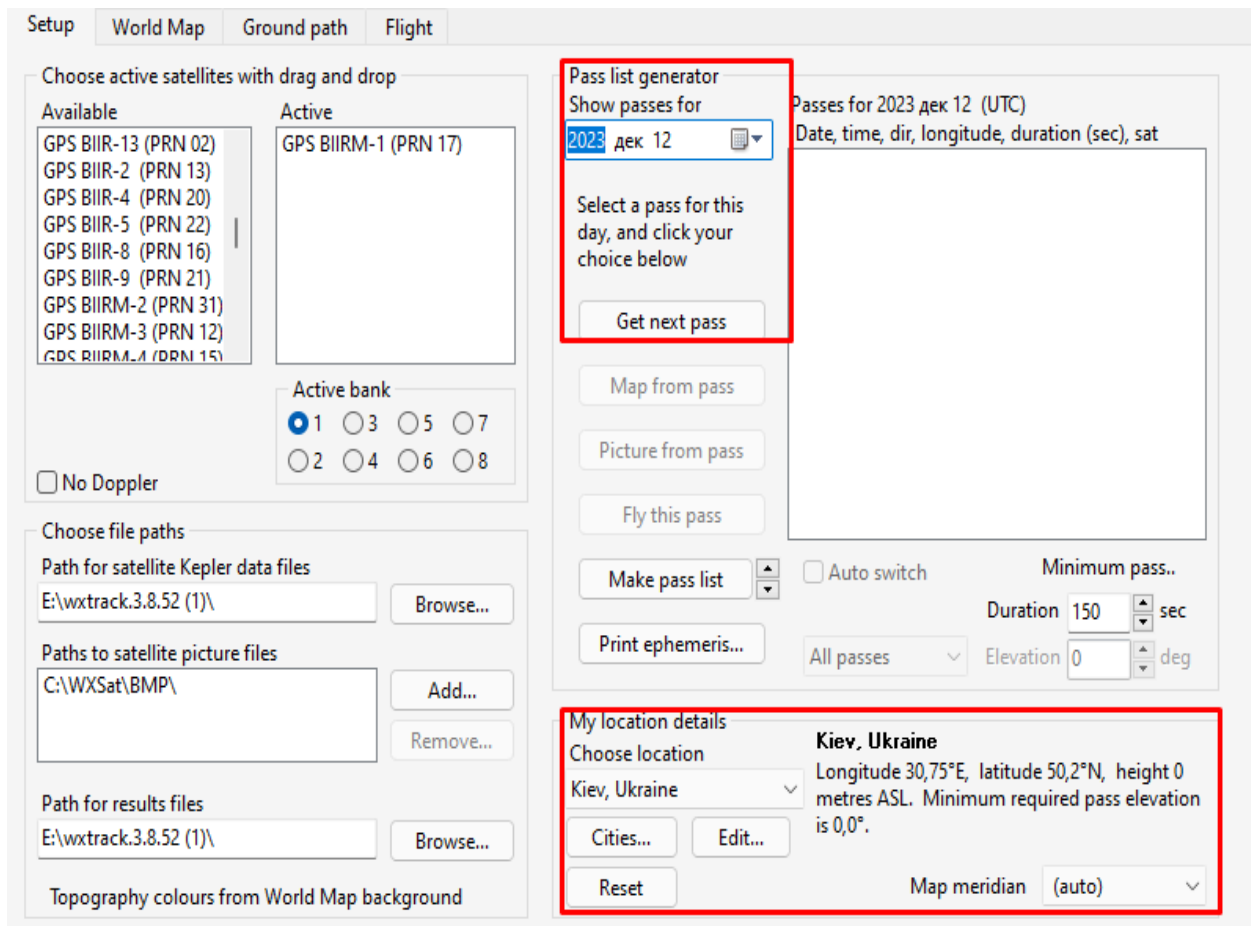 Setup World Map Ground path Flight
Choose active satellites with drag and drop
Available
GPS BIIR-13 (PRN 02)
GPS BIIR-2 (PRN 13)
GPS BIIR-4 (PRN 20)
GPS BIIR-5 (PRN 22)
GPS BIIR-8 (PRN 16)
GPS BIIR-9 (PRN 21)
GPS BIIRM-2 (PRN 31)
GPS BIIRM-3 (PRN 12)
GPS BIIRM-4 (PRN 15)
Active
GPS BIIRM-1 (PRN 17)
Active bank
1 3 5 7
2 4 6 8
No Doppler
Choose file paths
Path for satellite Kepler data files
E:\wxtrack.3.8.52 (1)\
Browse...
Paths to satellite picture files
C:\WXSat\BMP\
Add...
Remove...
Path for results files
E:\wxtrack.3.8.52 (1)\
Browse...
Topography colours from World Map background
Pass list generator
Show passes for
2023 дек 12
Select a pass for this
day, and click your
choice below
Get next pass
Map from pass
Picture from pass
Fly this pass
Make pass list
Print ephemeris...
Passes for 2023 дек 12 (UTC)
Date, time, dir, longitude, duration (sec), sat
Auto switch
Minimum pass..
Duration 150 sec
All passes
Elevation 0 deg
My location details
Choose location
Kiev, Ukraine
Cities... Edit...
Reset
Kiev, Ukraine
Longitude 30,75°E, latitude 50,2°N, height 0
metres ASL. Minimum required pass elevation
is 0,0°.
Map meridian (auto)